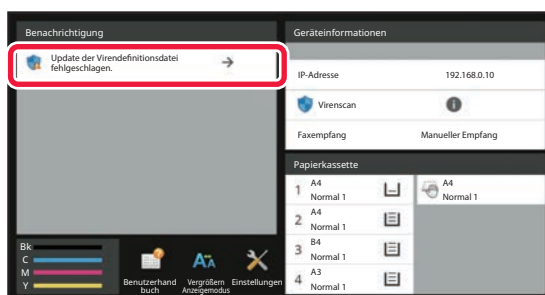 Benachrichtigung
Update der Virendefinitionsdatei
fehlgeschlagen.
Geräteinformationen
IP-Adresse 192.168.0.10
Virenscan
Faxempfang Manueller Empfang
Papierkassette
1 A4
Normal 1
A4
Normal 1
2 A4
Normal 1
3 B4
Normal 1
4 A3
Normal 1
Bk
C
M
Y
Benutzerhand
buch
Vergrößern
Anzeigemodus
Einstellungen